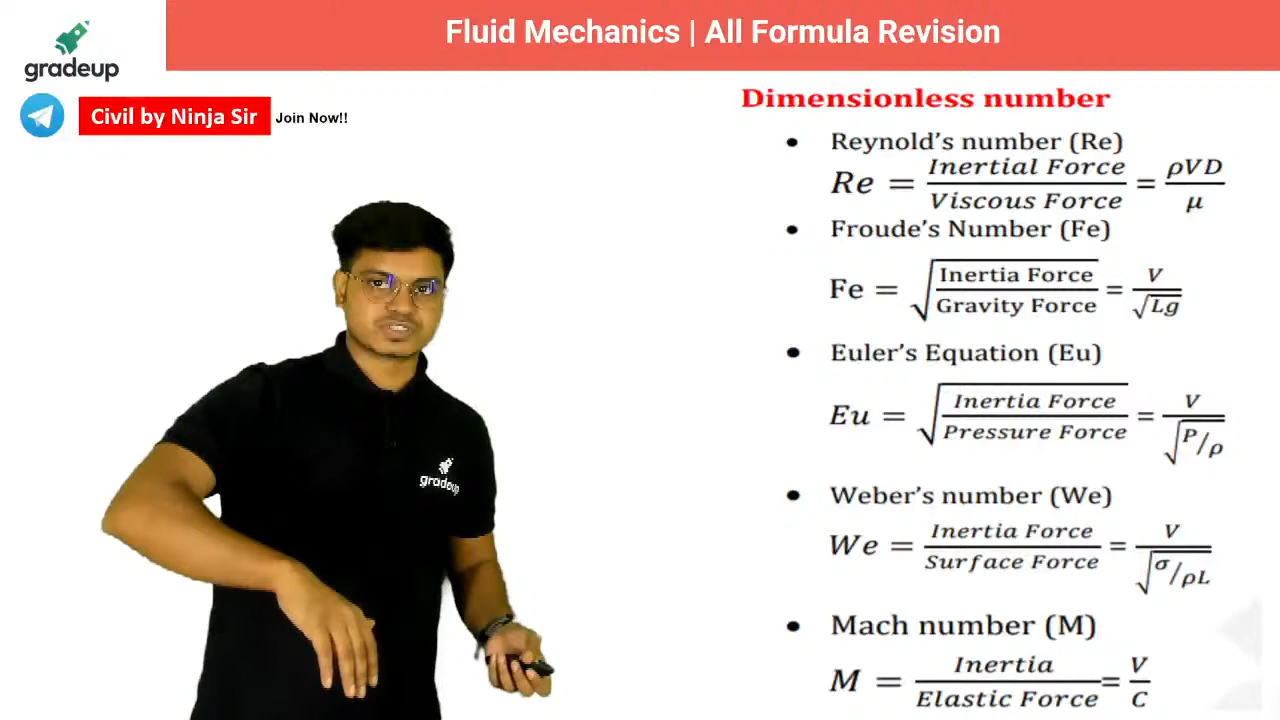 Fluid Mechanics | All Formula Revision
gradeup
Civil by Ninja Sir Join Now!!
Dimensionless number
• Reynold's number (Re)
Re = Inertial Force / Viscous Force = ρVD / μ
• Froude's Number (Fe)
Fe = √(Inertia Force / Gravity Force) = V / √Lg
• Euler's Equation (Eu)
Eu = √(Inertia Force / Pressure Force) = V / √(P/ρ)
• Weber's number (We)
We = Inertia Force / Surface Force = V / √(σ/ρL)
• Mach number (M)
M = Inertia / Elastic Force = V / C
gradeup